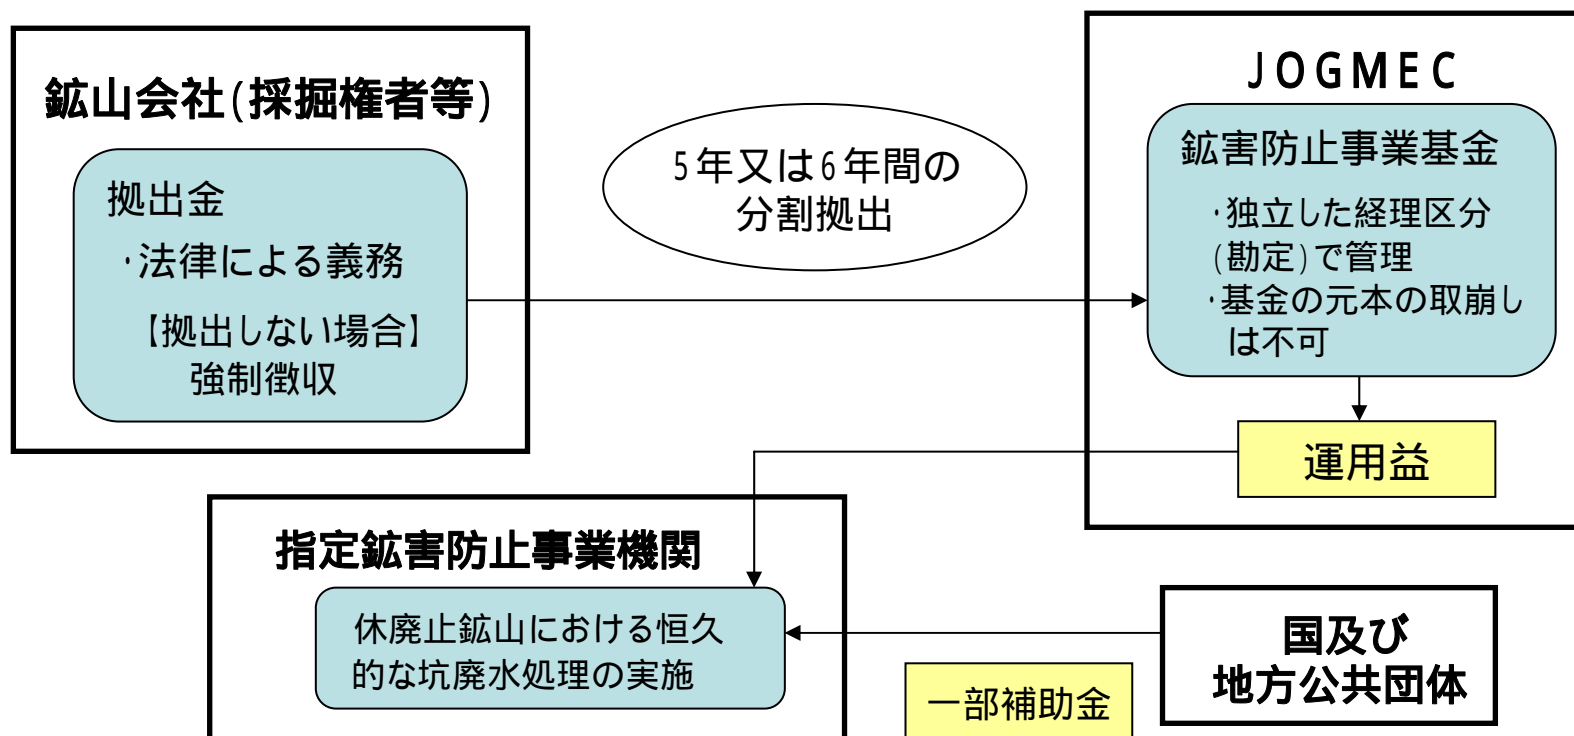 鉱山会社(採掘権者等)
拠出金
・法律による義務
【拠出しない場合】
強制徴収
5年又は6年間の
分割拠出
JOGMEC
鉱害防止事業基金
・独立した経理区分
(勘定)で管理
・基金の元本の取崩し
は不可
運用益
指定鉱害防止事業機関
休廃止鉱山における恒久
的な坑廃水処理の実施
一部補助金
国及び
地方公共団体